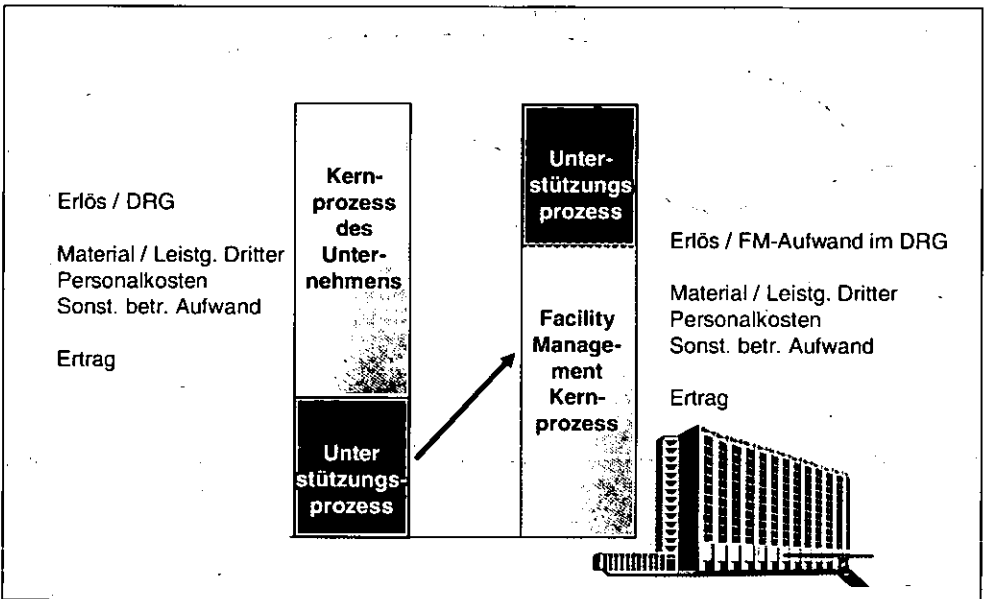 Erlös / DRG
Material / Leistg. Dritter
Personalkosten
Sonst. betr. Aufwand
Ertrag
Kern-
prozess
des
Unter-
nehmens
Unter
stützungs-
prozess
Unter-
stützungs
prozess
Facility
Manage-
ment
Kern-
prozess
Erlös / FM-Aufwand im DRG
Material / Leistg. Dritter
Personalkosten
Sonst. betr. Aufwand
Ertrag